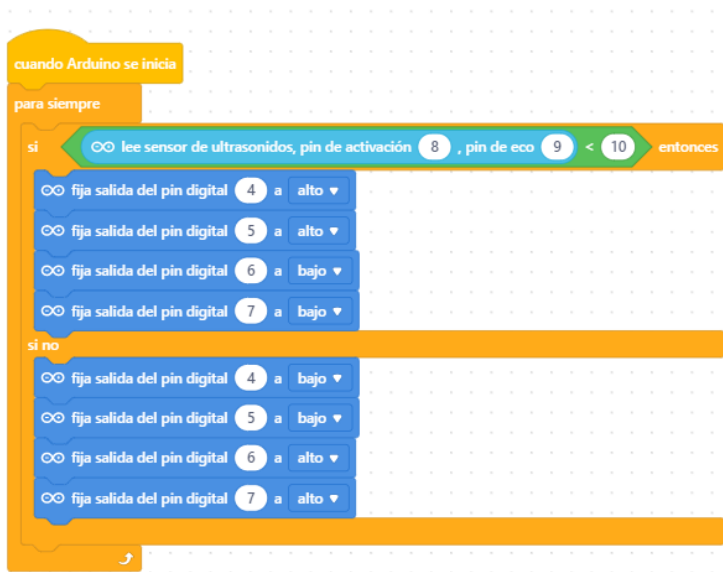 cuando Arduino se inicia
para siempre
si lee sensor de ultrasonidos, pin de activación 8 , pin de eco 9 < 10 entonces
fija salida del pin digital 4 a alto
fija salida del pin digital 5 a alto
fija salida del pin digital 6 a bajo
fija salida del pin digital 7 a bajo
si no
fija salida del pin digital 4 a bajo
fija salida del pin digital 5 a bajo
fija salida del pin digital 6 a alto
fija salida del pin digital 7 a alto